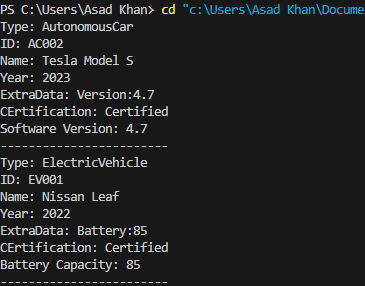 PS C:\Users\Asad Khan> cd "c:\Users\Asad Khan\Docume
Type: AutonomousCar
ID: AC002
Name: Tesla Model S
Year: 2023
ExtraData: Version:4.7
CErtification: Certified
Software Version: 4.7
------------------------
Type: ElectricVehicle
ID: EV001
Name: Nissan Leaf
Year: 2022
ExtraData: Battery:85
CErtification: Certified
Battery Capacity: 85
------------------------